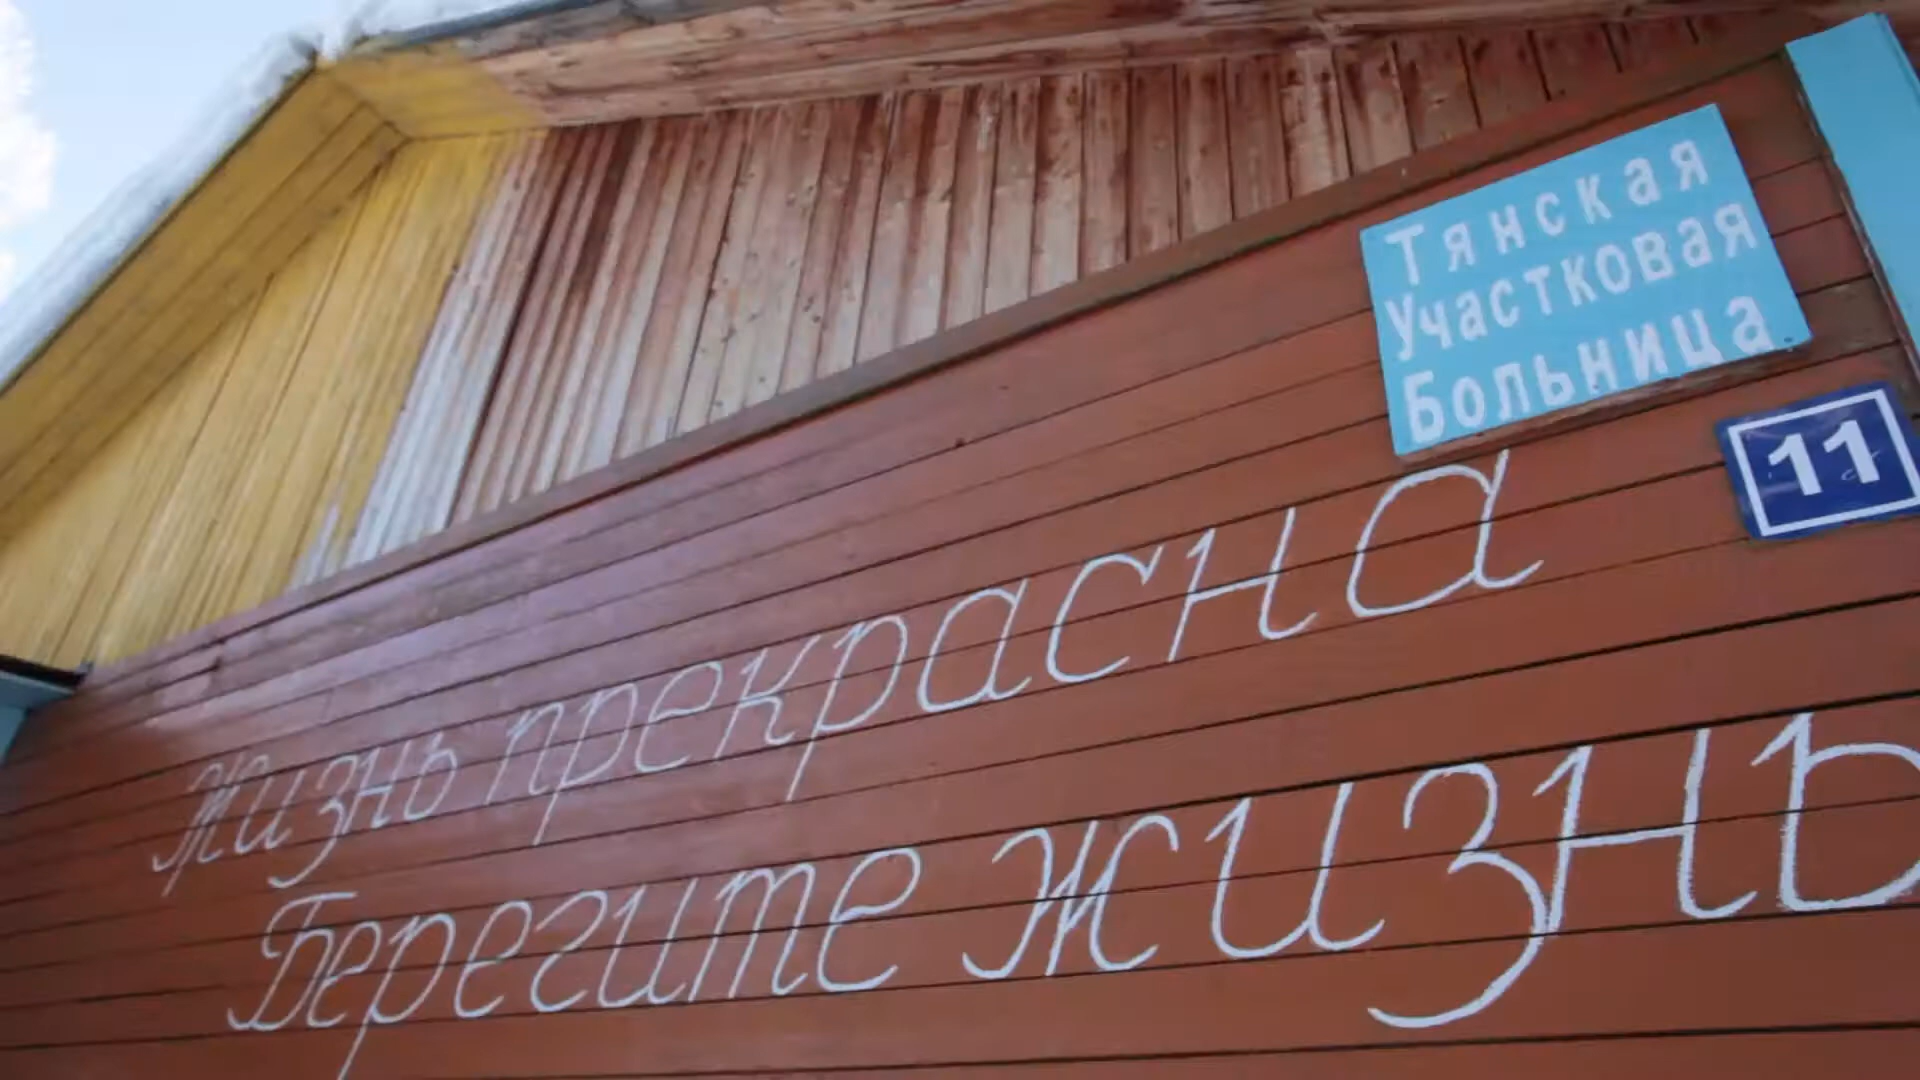 Тянская
Участковая
Больница
11
Жизнь прекрасна
Берегите жизнь